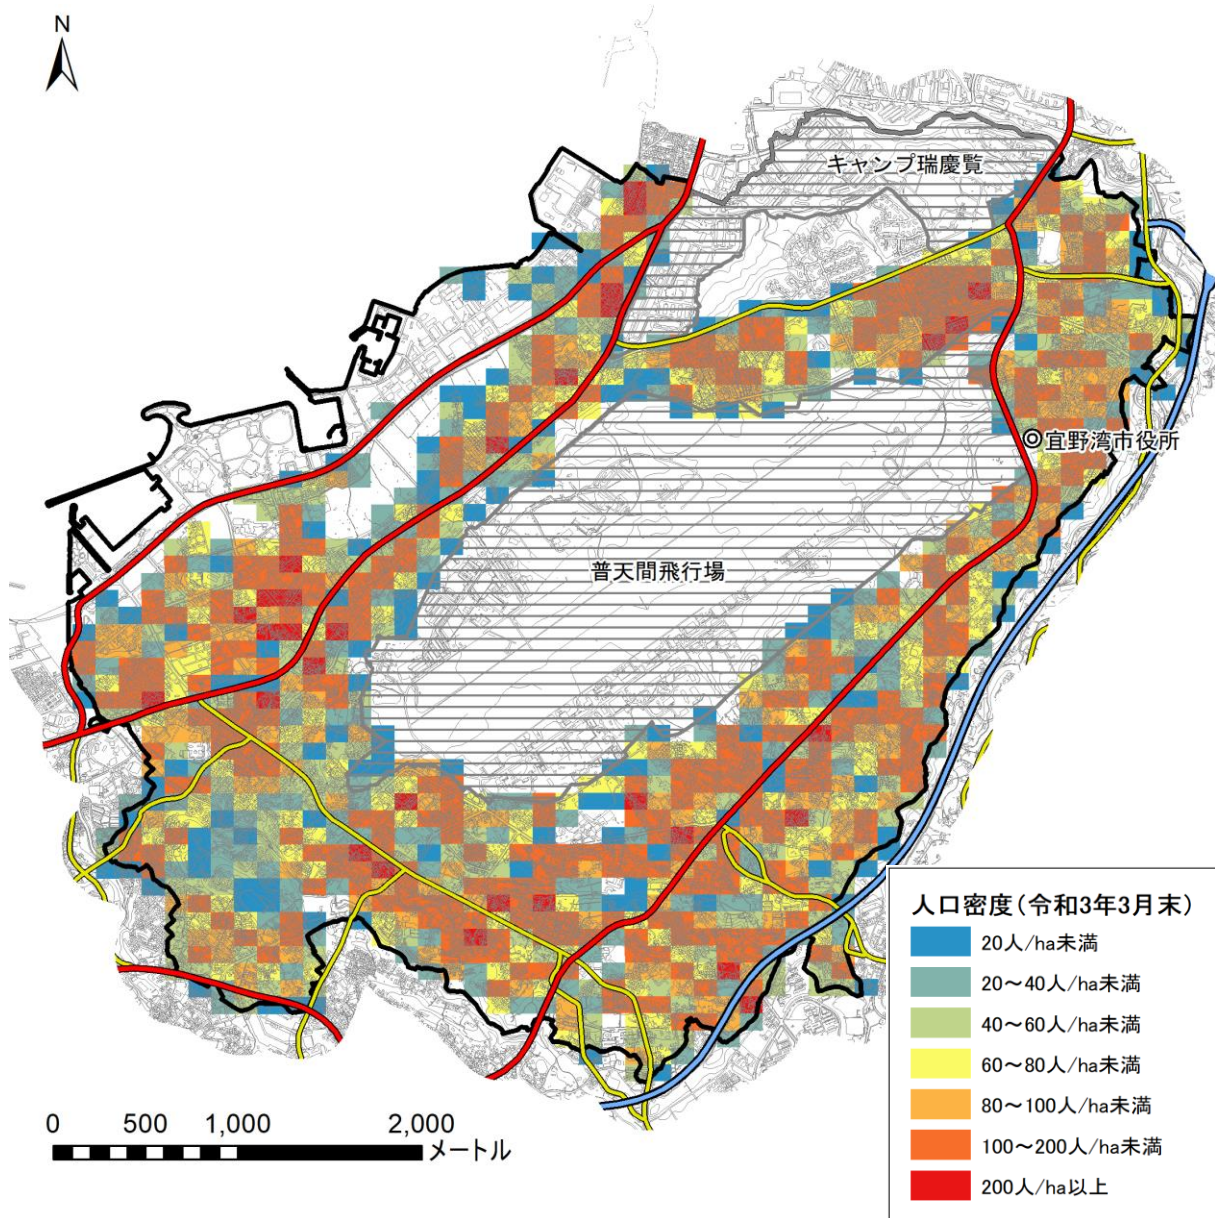 N
キャンプ瑞慶覧
宜野湾市役所
普天間飛行場
人口密度(令和3年3月末)
20人/ha未満
20～40人/ha未満
40～60人/ha未満
60～80人/ha未満
80～100人/ha未満
100～200人/ha未満
200人/ha以上
0 500 1,000 2,000
メートル